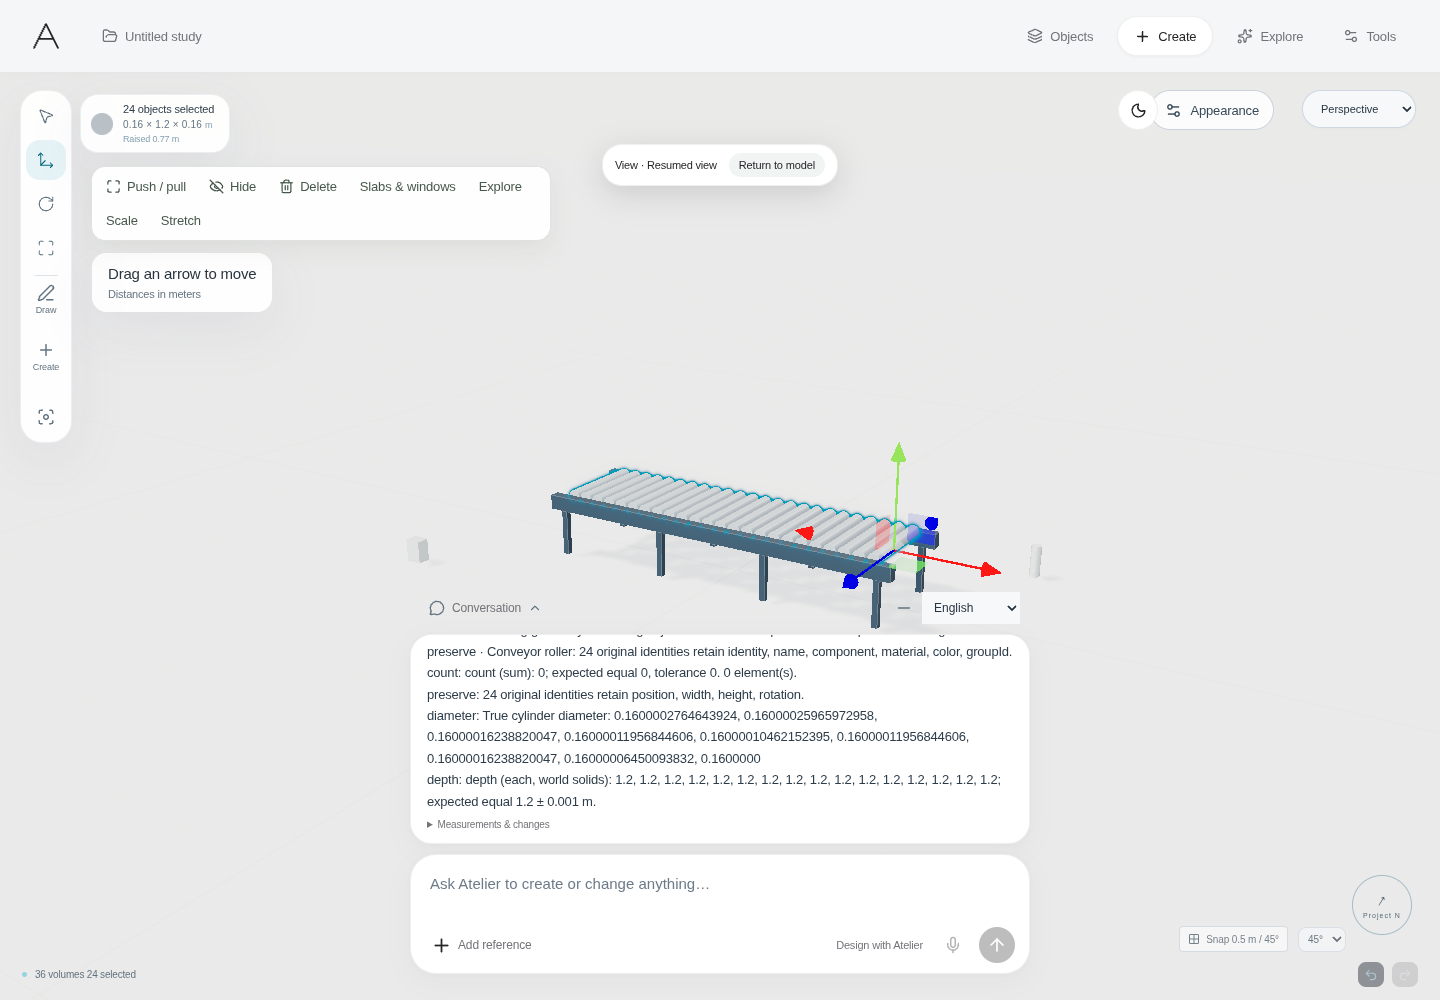 Untitled study
Objects
Create
Explore
Tools
24 objects selected
0.16 × 1.2 × 0.16 m
Raised 0.77 m
Appearance
Perspective
View · Resumed view
Return to model
Push / pull
Hide
Delete
Slabs & windows
Explore
Scale
Stretch
Drag an arrow to move
Distances in meters
Draw
Create
Conversation
English
preserve · Conveyor roller: 24 original identities retain identity, name, component, material, color, groupId.
count: count (sum): 0; expected equal 0, tolerance 0. 0 element(s).
preserve: 24 original identities retain position, width, height, rotation.
diameter: True cylinder diameter: 0.1600002764643924, 0.16000025965972958,
0.16000016238820047, 0.16000011956844606, 0.16000010462152395, 0.16000011956844606,
0.16000016238820047, 0.16000006450093832, 0.1600000
depth: depth (each, world solids): 1.2, 1.2, 1.2, 1.2, 1.2, 1.2, 1.2, 1.2, 1.2, 1.2, 1.2, 1.2, 1.2, 1.2, 1.2, 1.2;
expected equal 1.2 ± 0.001 m.
Measurements & changes
Ask Atelier to create or change anything…
Add reference
Design with Atelier
Project N
Snap 0.5 m / 45°
45°
36 volumes 24 selected